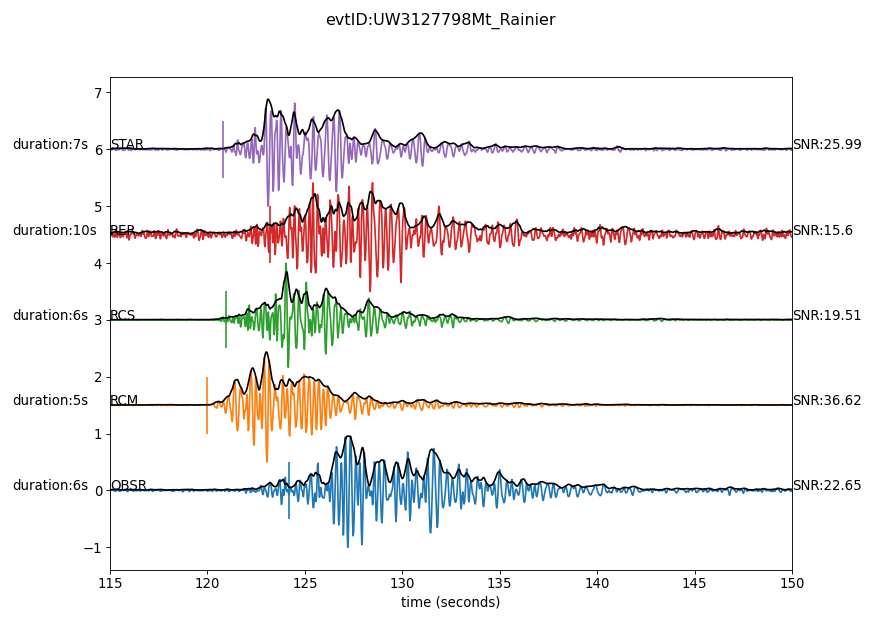 evtID:UW3127798Mt_Rainier
7
duration:7s STAR 6 SNR:25.99
5
duration:10s RER SNR:15.6
4
duration:6s RCS 3 SNR:19.51
2
duration:5s RCM SNR:36.62
1
duration:6s OBSR 0 SNR:22.65
−1
115 120 125 130 135 140 145 150
time (seconds)